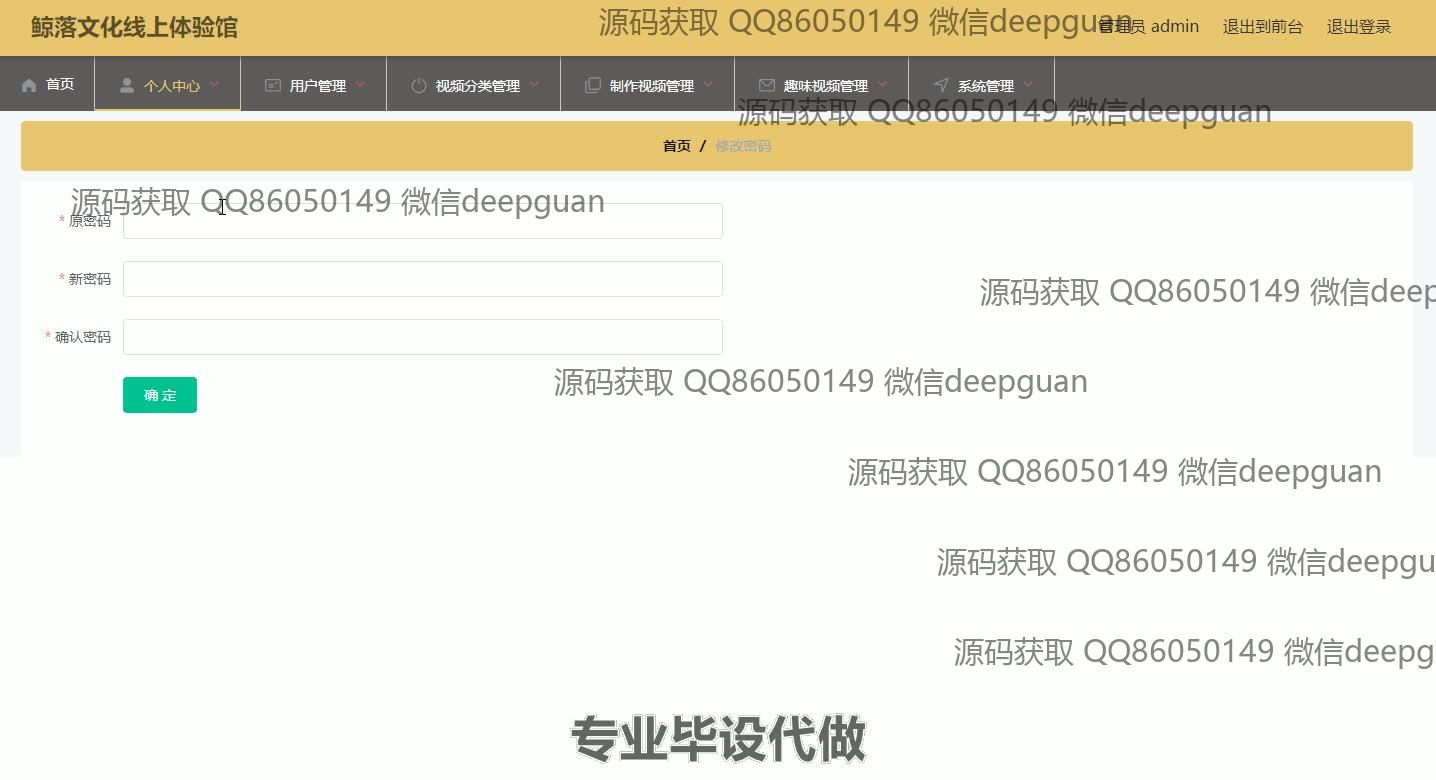 鲸落文化线上体验馆
源码获取 QQ86050149 微信deepguan
管理员 admin
退出到前台
退出登录
首页
个人中心
用户管理
视频分类管理
制作视频管理
趣味视频管理
系统管理
源码获取 QQ86050149 微信deepguan
首页 / 修改密码
源码获取 QQ86050149 微信deepguan
* 原密码
* 新密码
源码获取 QQ86050149 微信deep
* 确认密码
源码获取 QQ86050149 微信deepguan
确 定
源码获取 QQ86050149 微信deepguan
源码获取 QQ86050149 微信deepgu
源码获取 QQ86050149 微信deepg
专业毕设代做